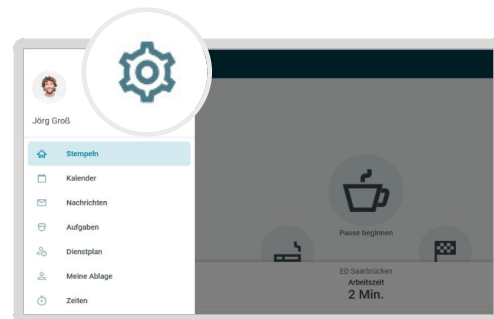 Jörg Groß
Stempeln
Kalender
Nachrichten
Aufgaben
Dienstplan
Meine Ablage
Zeiten
Pause beginnen
ED Saarbrücken
Arbeitszeit
2 Min.